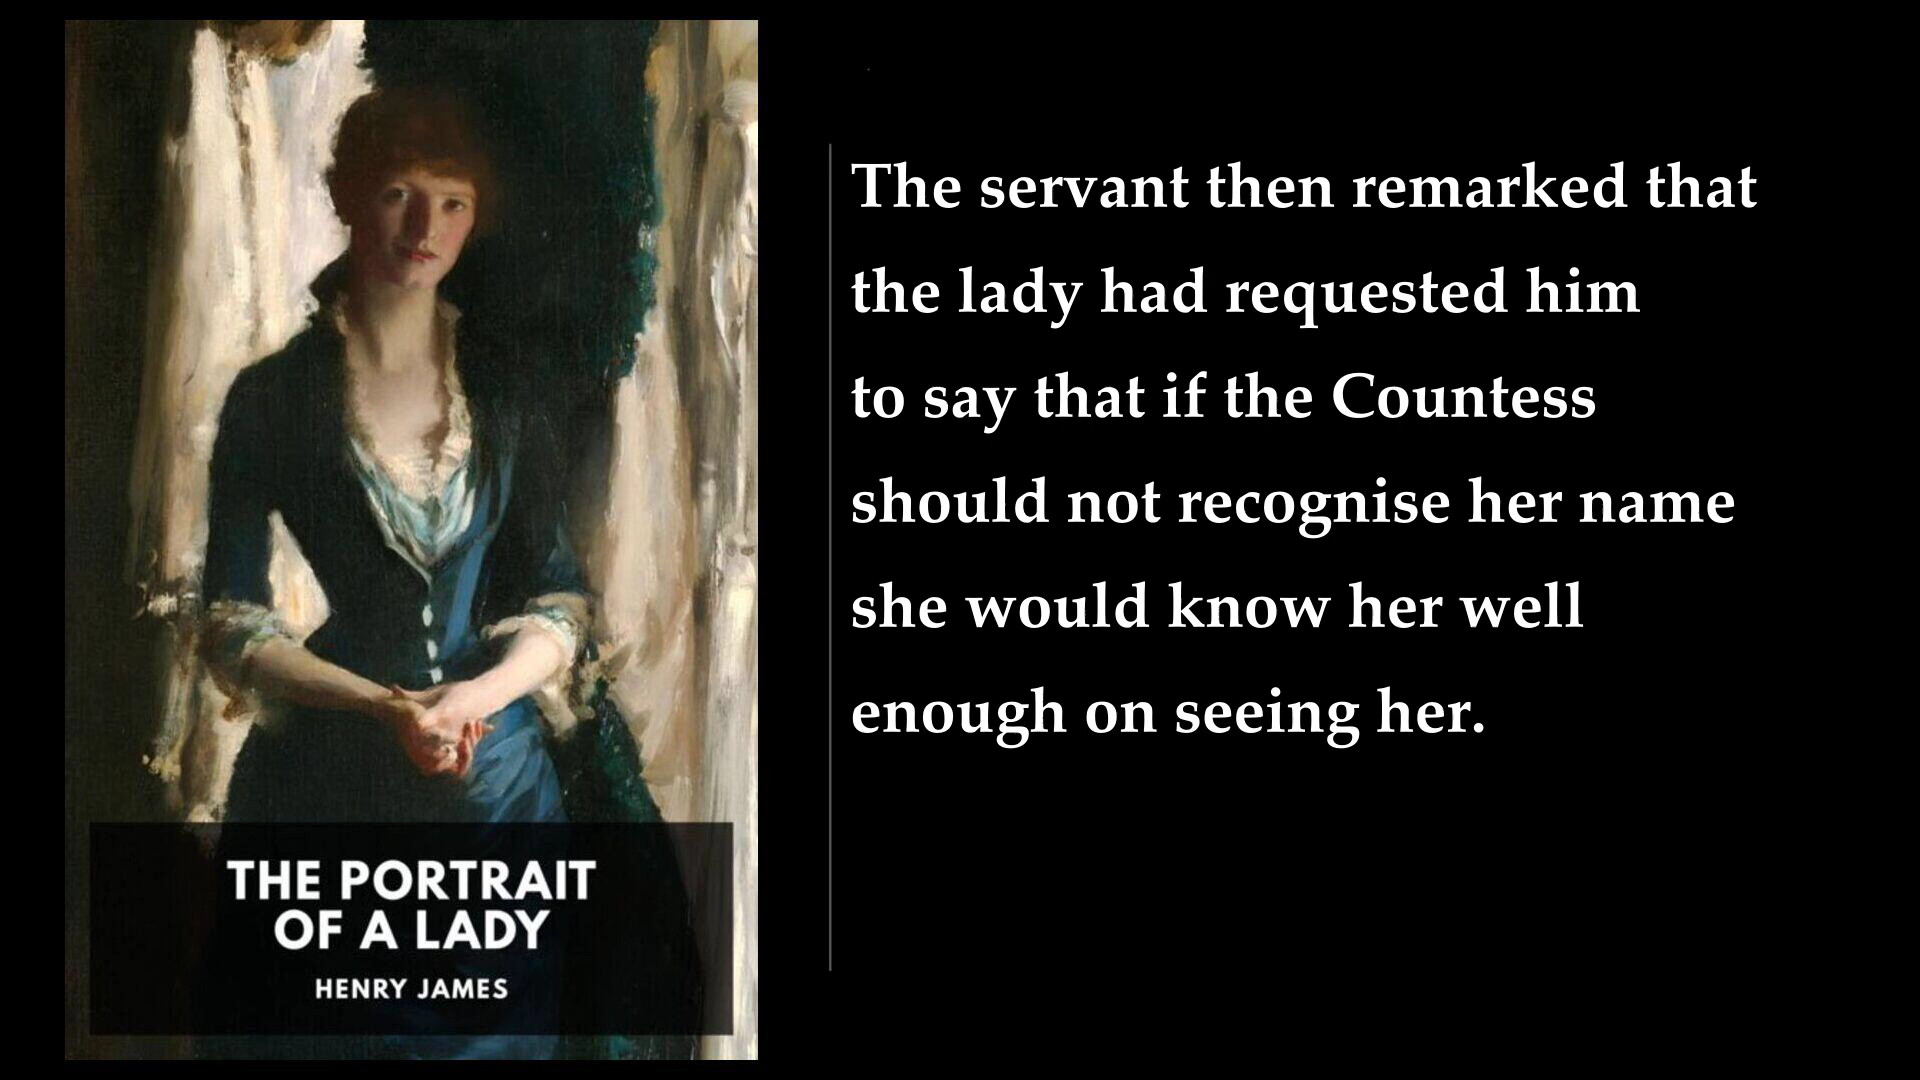 THE PORTRAIT
OF A LADY
HENRY JAMES
The servant then remarked that
the lady had requested him
to say that if the Countess
should not recognise her name
she would know her well
enough on seeing her.